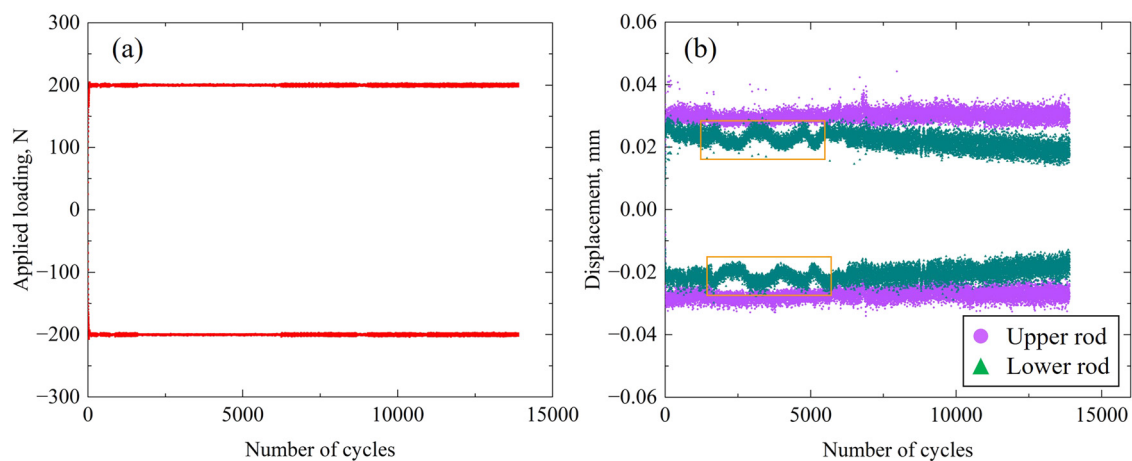 (a)
300
200
100
0
−100
−200
−300
Applied loading, N
0
5000
10000
15000
Number of cycles
(b)
0.06
0.04
0.02
0.00
−0.02
−0.04
−0.06
Displacement, mm
Upper rod
Lower rod
0
5000
10000
15000
Number of cycles